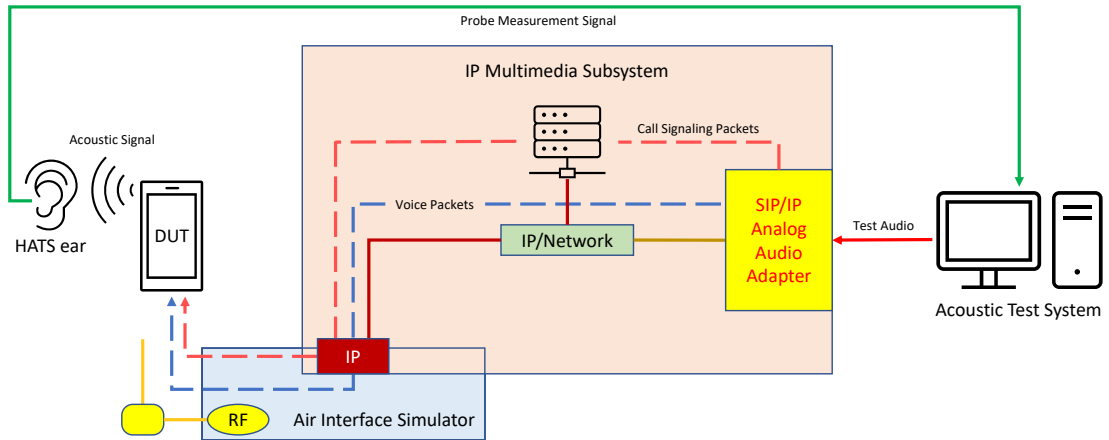 Probe Measurement Signal
IP Multimedia Subsystem
Acoustic Signal
Call Signaling Packets
DUT
HATS ear
Voice Packets
SIP/IP
Analog
Audio
Adapter
Test Audio
IP/Network
Acoustic Test System
IP
RF
Air Interface Simulator